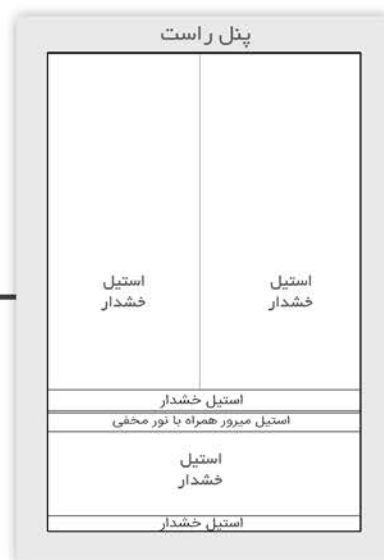 پنل راست
استیل
خشدار
استیل
خشدار
استیل خشدار
استیل میرور همراه با نور مخفی
استیل
خشدار
استیل خشدار